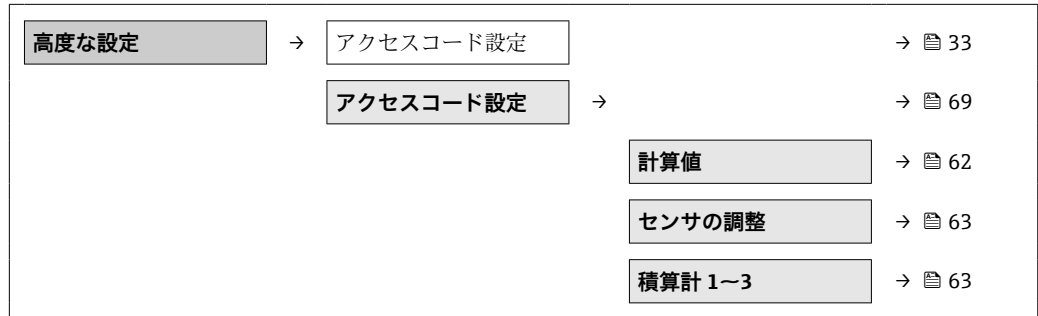 高度な設定 → アクセスコード設定 → 33
アクセスコード設定 → → 69
計算値 → 62
センサの調整 → 63
積算計 1～3 → 63